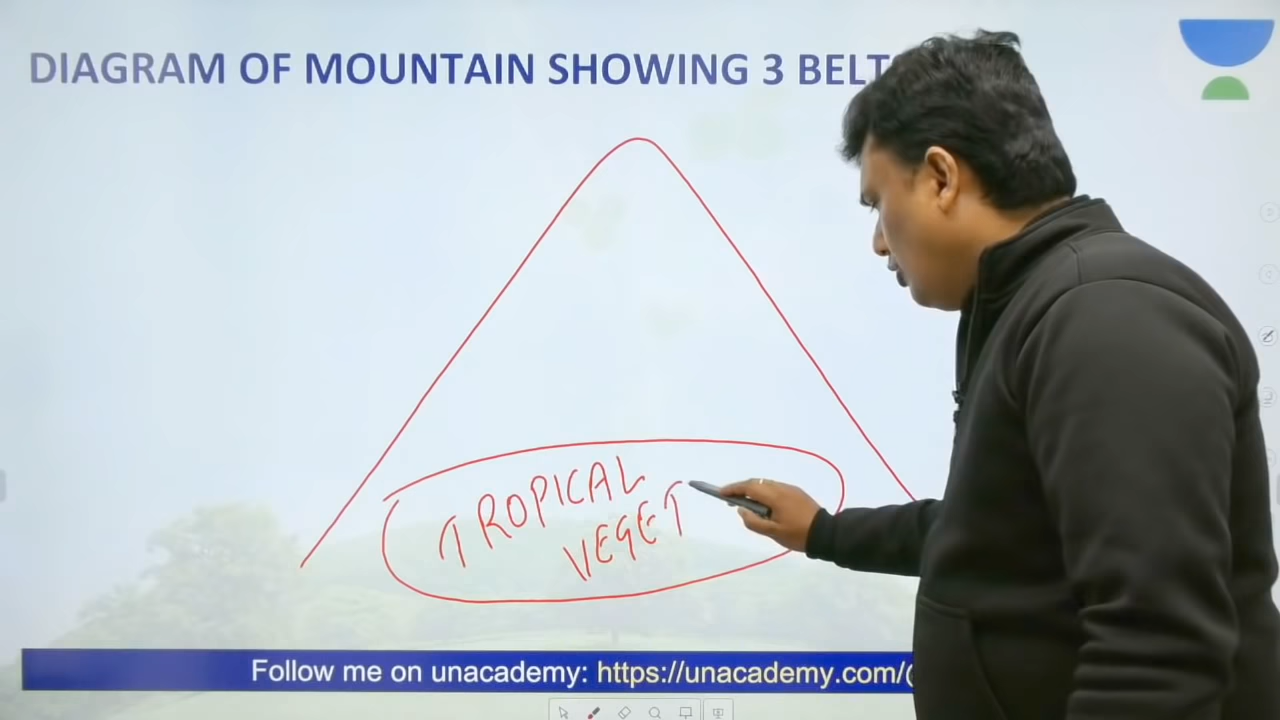 DIAGRAM OF MOUNTAIN SHOWING 3 BELT
TROPICAL
VEGET
Follow me on unacademy: https://unacademy.com/@